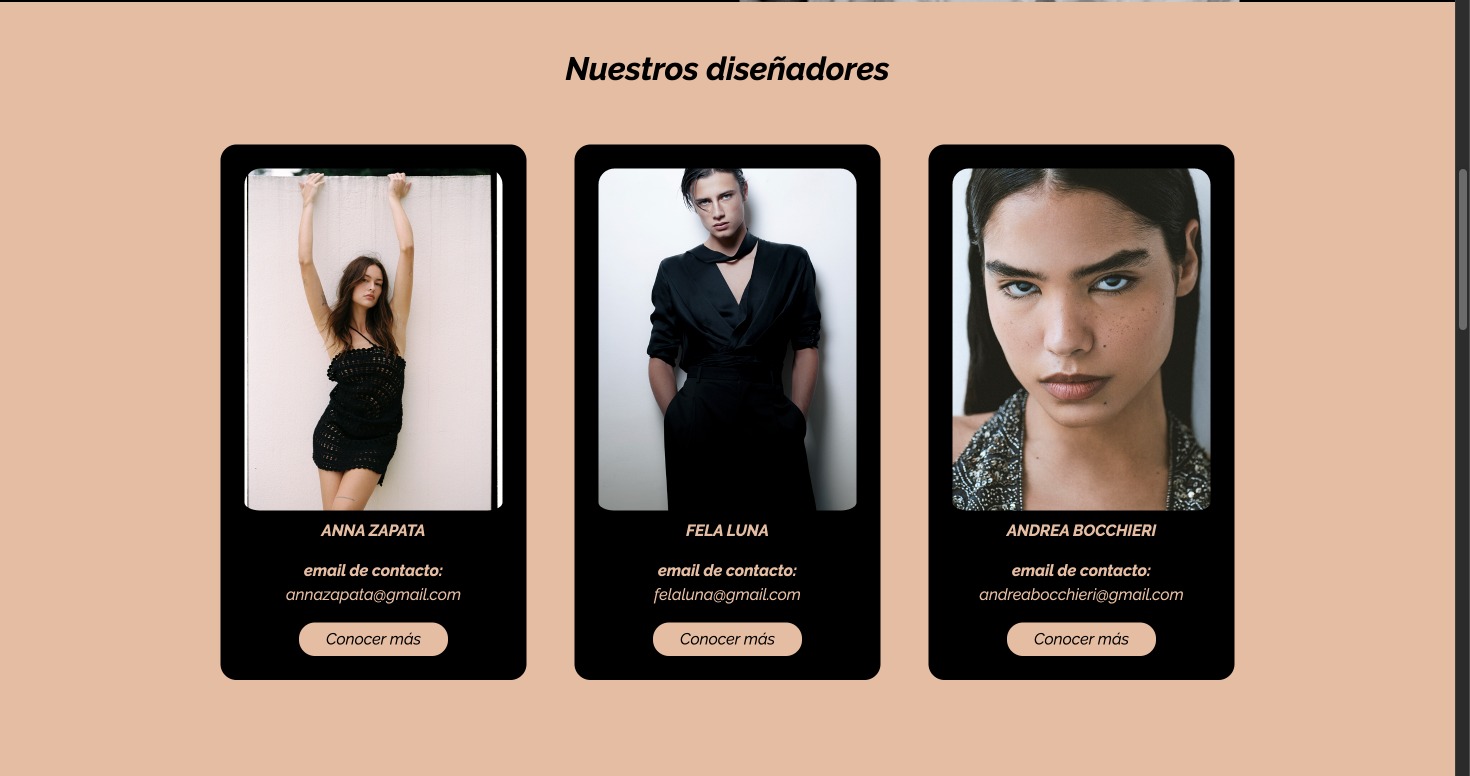 Nuestros diseñadores
ANNA ZAPATA
email de contacto:
annazapata@gmail.com
Conocer más
FELA LUNA
email de contacto:
felaluna@gmail.com
Conocer más
ANDREA BOCCHIERI
email de contacto:
andreabocchieri@gmail.com
Conocer más